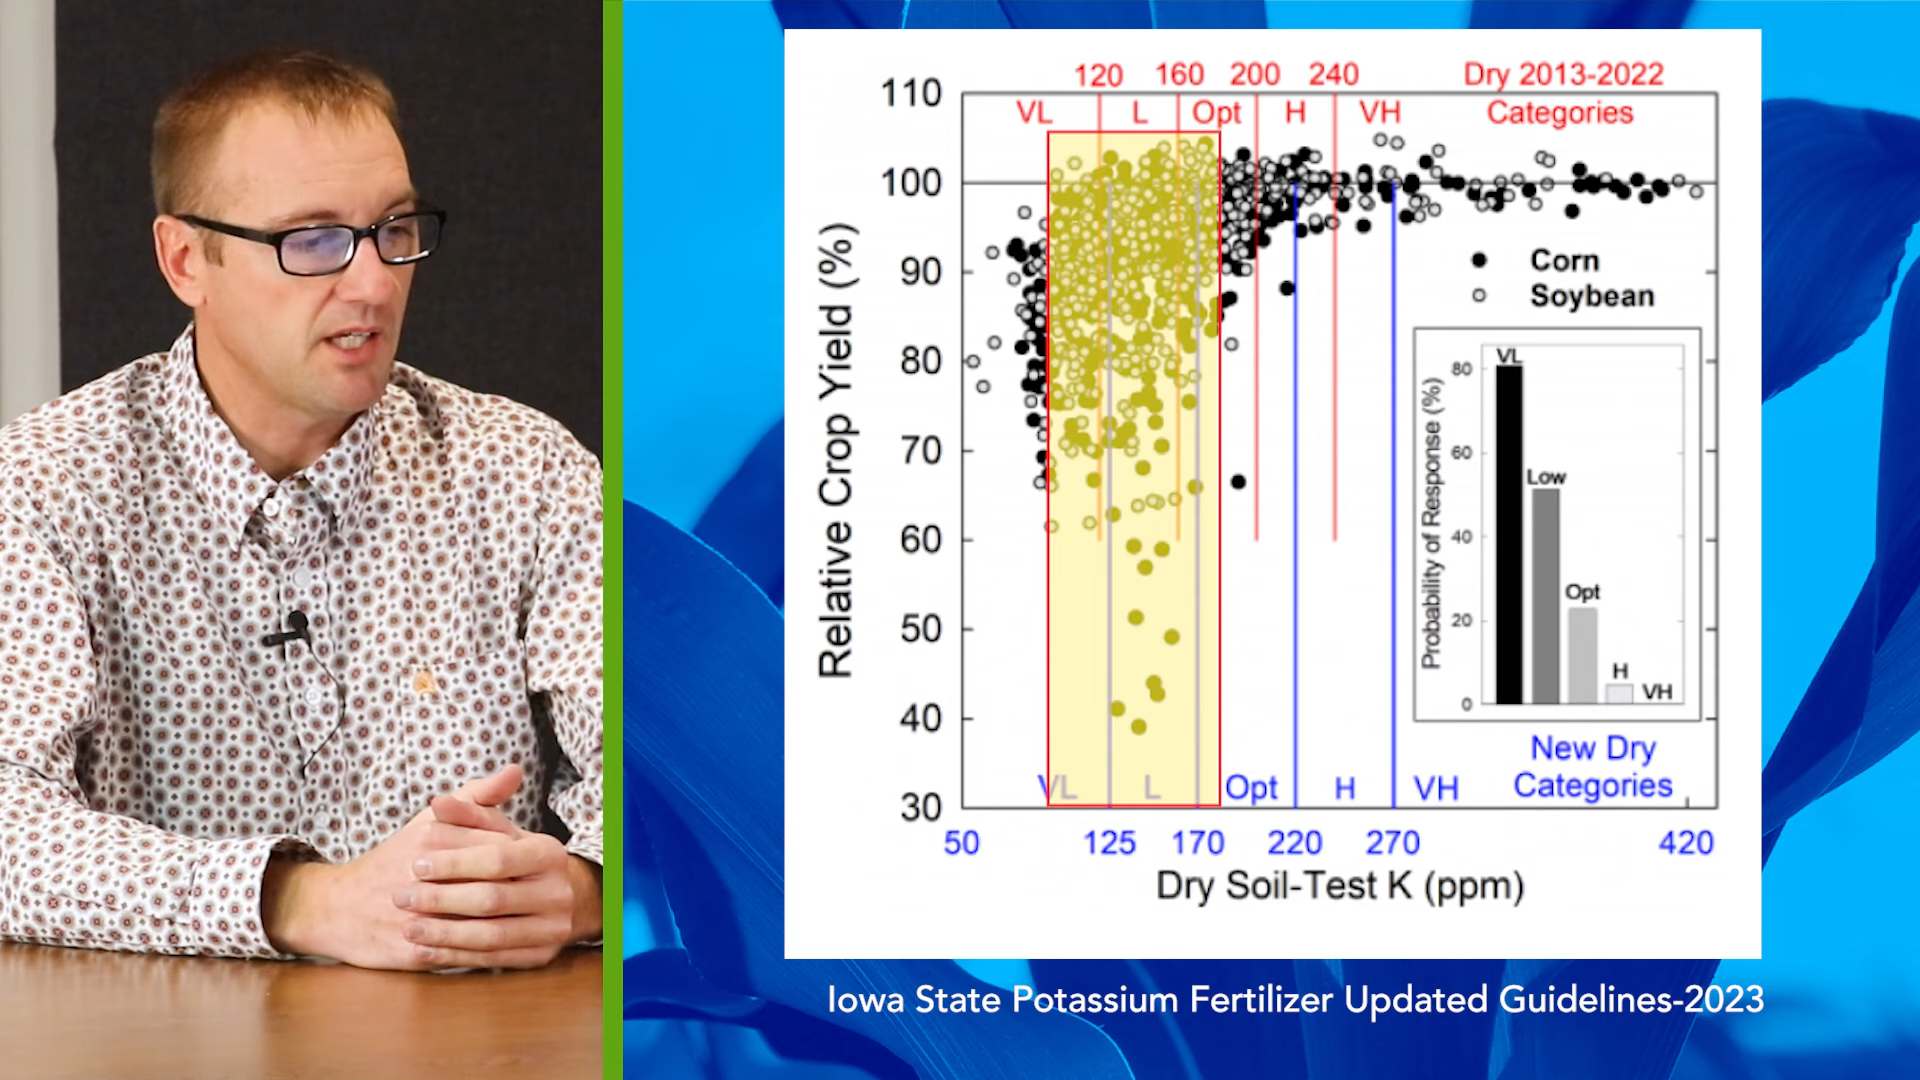 120 160 200 240 Dry 2013-2022
VL L Opt H VH Categories
110
100
90
80
70
60
50
40
30
Relative Crop Yield (%)
Corn
Soybean
Probability of Response (%)
80
60
40
20
0
VL
Low
Opt
H
VH
New Dry
Categories
VL L Opt H VH
50 125 170 220 270 420
Dry Soil-Test K (ppm)
Iowa State Potassium Fertilizer Updated Guidelines-2023